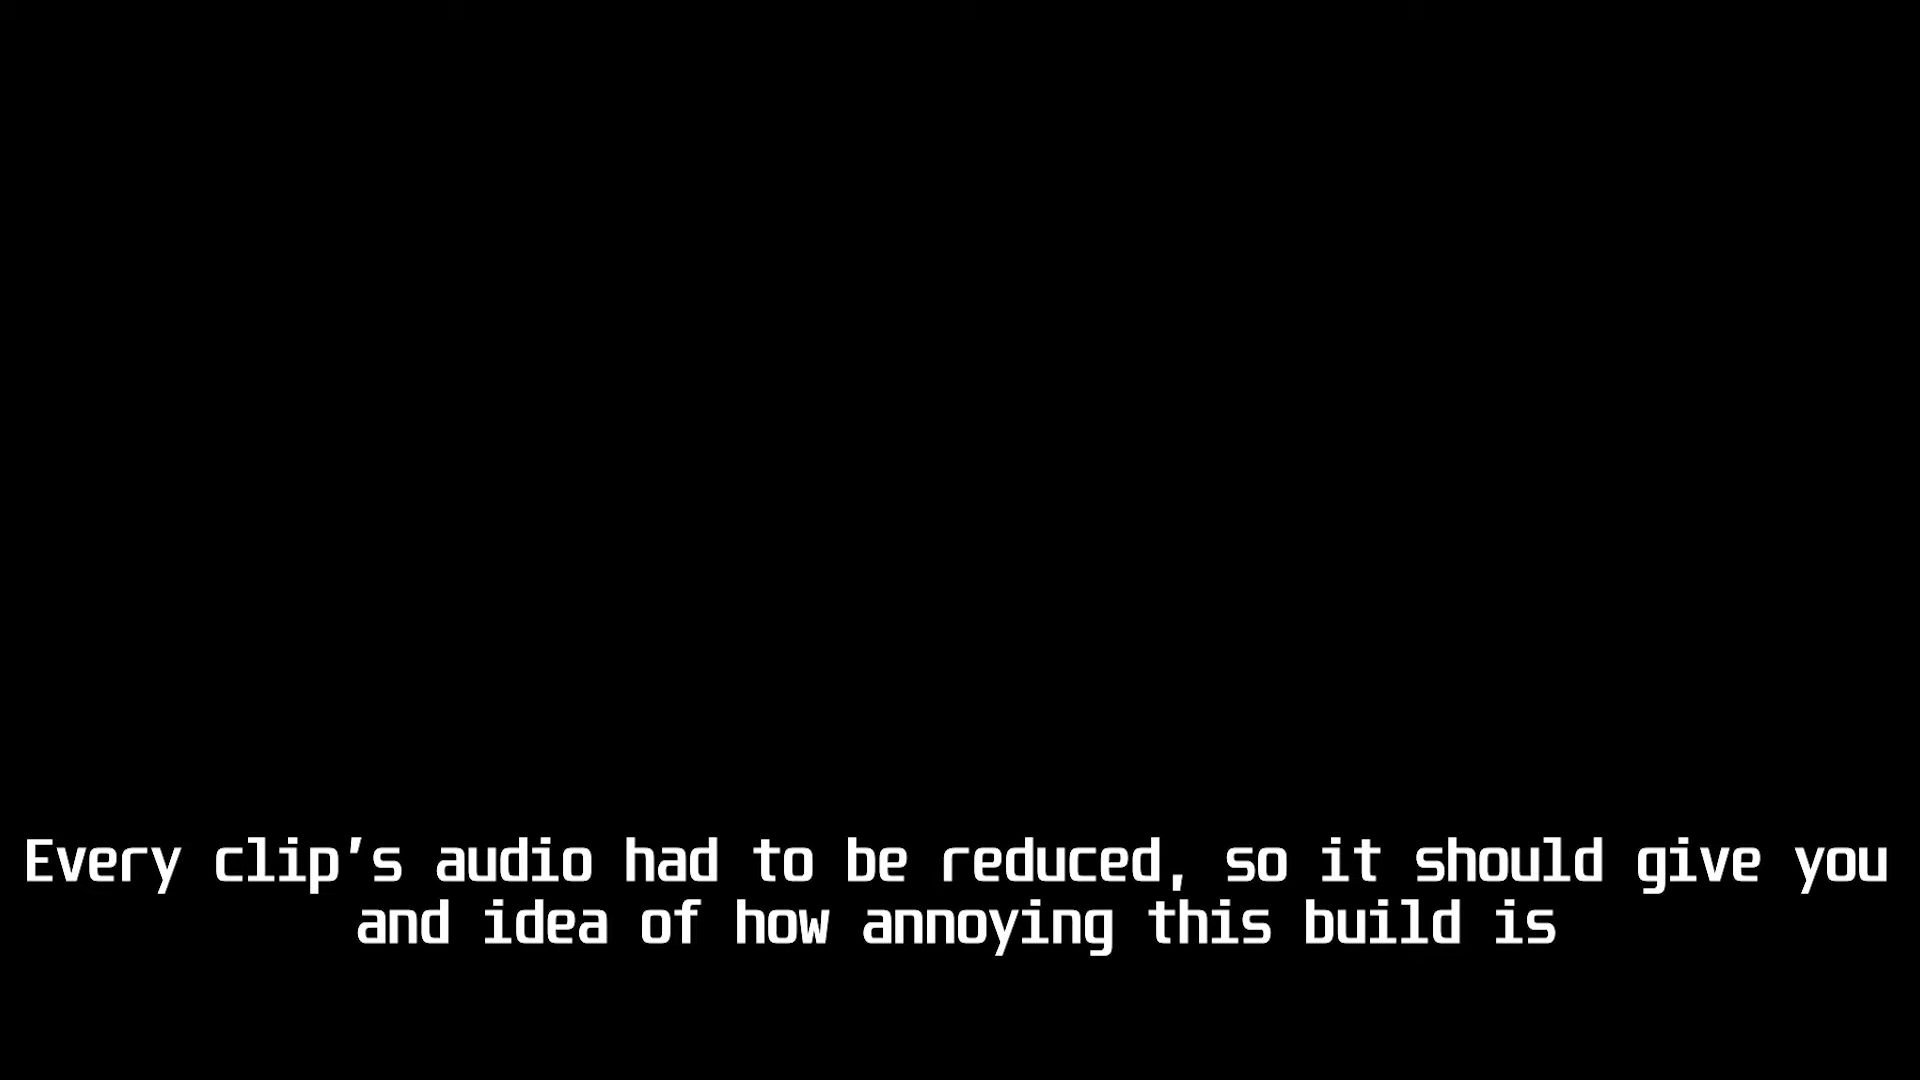 Every clip's audio had to be reduced, so it should give you
and idea of how annoying this build is